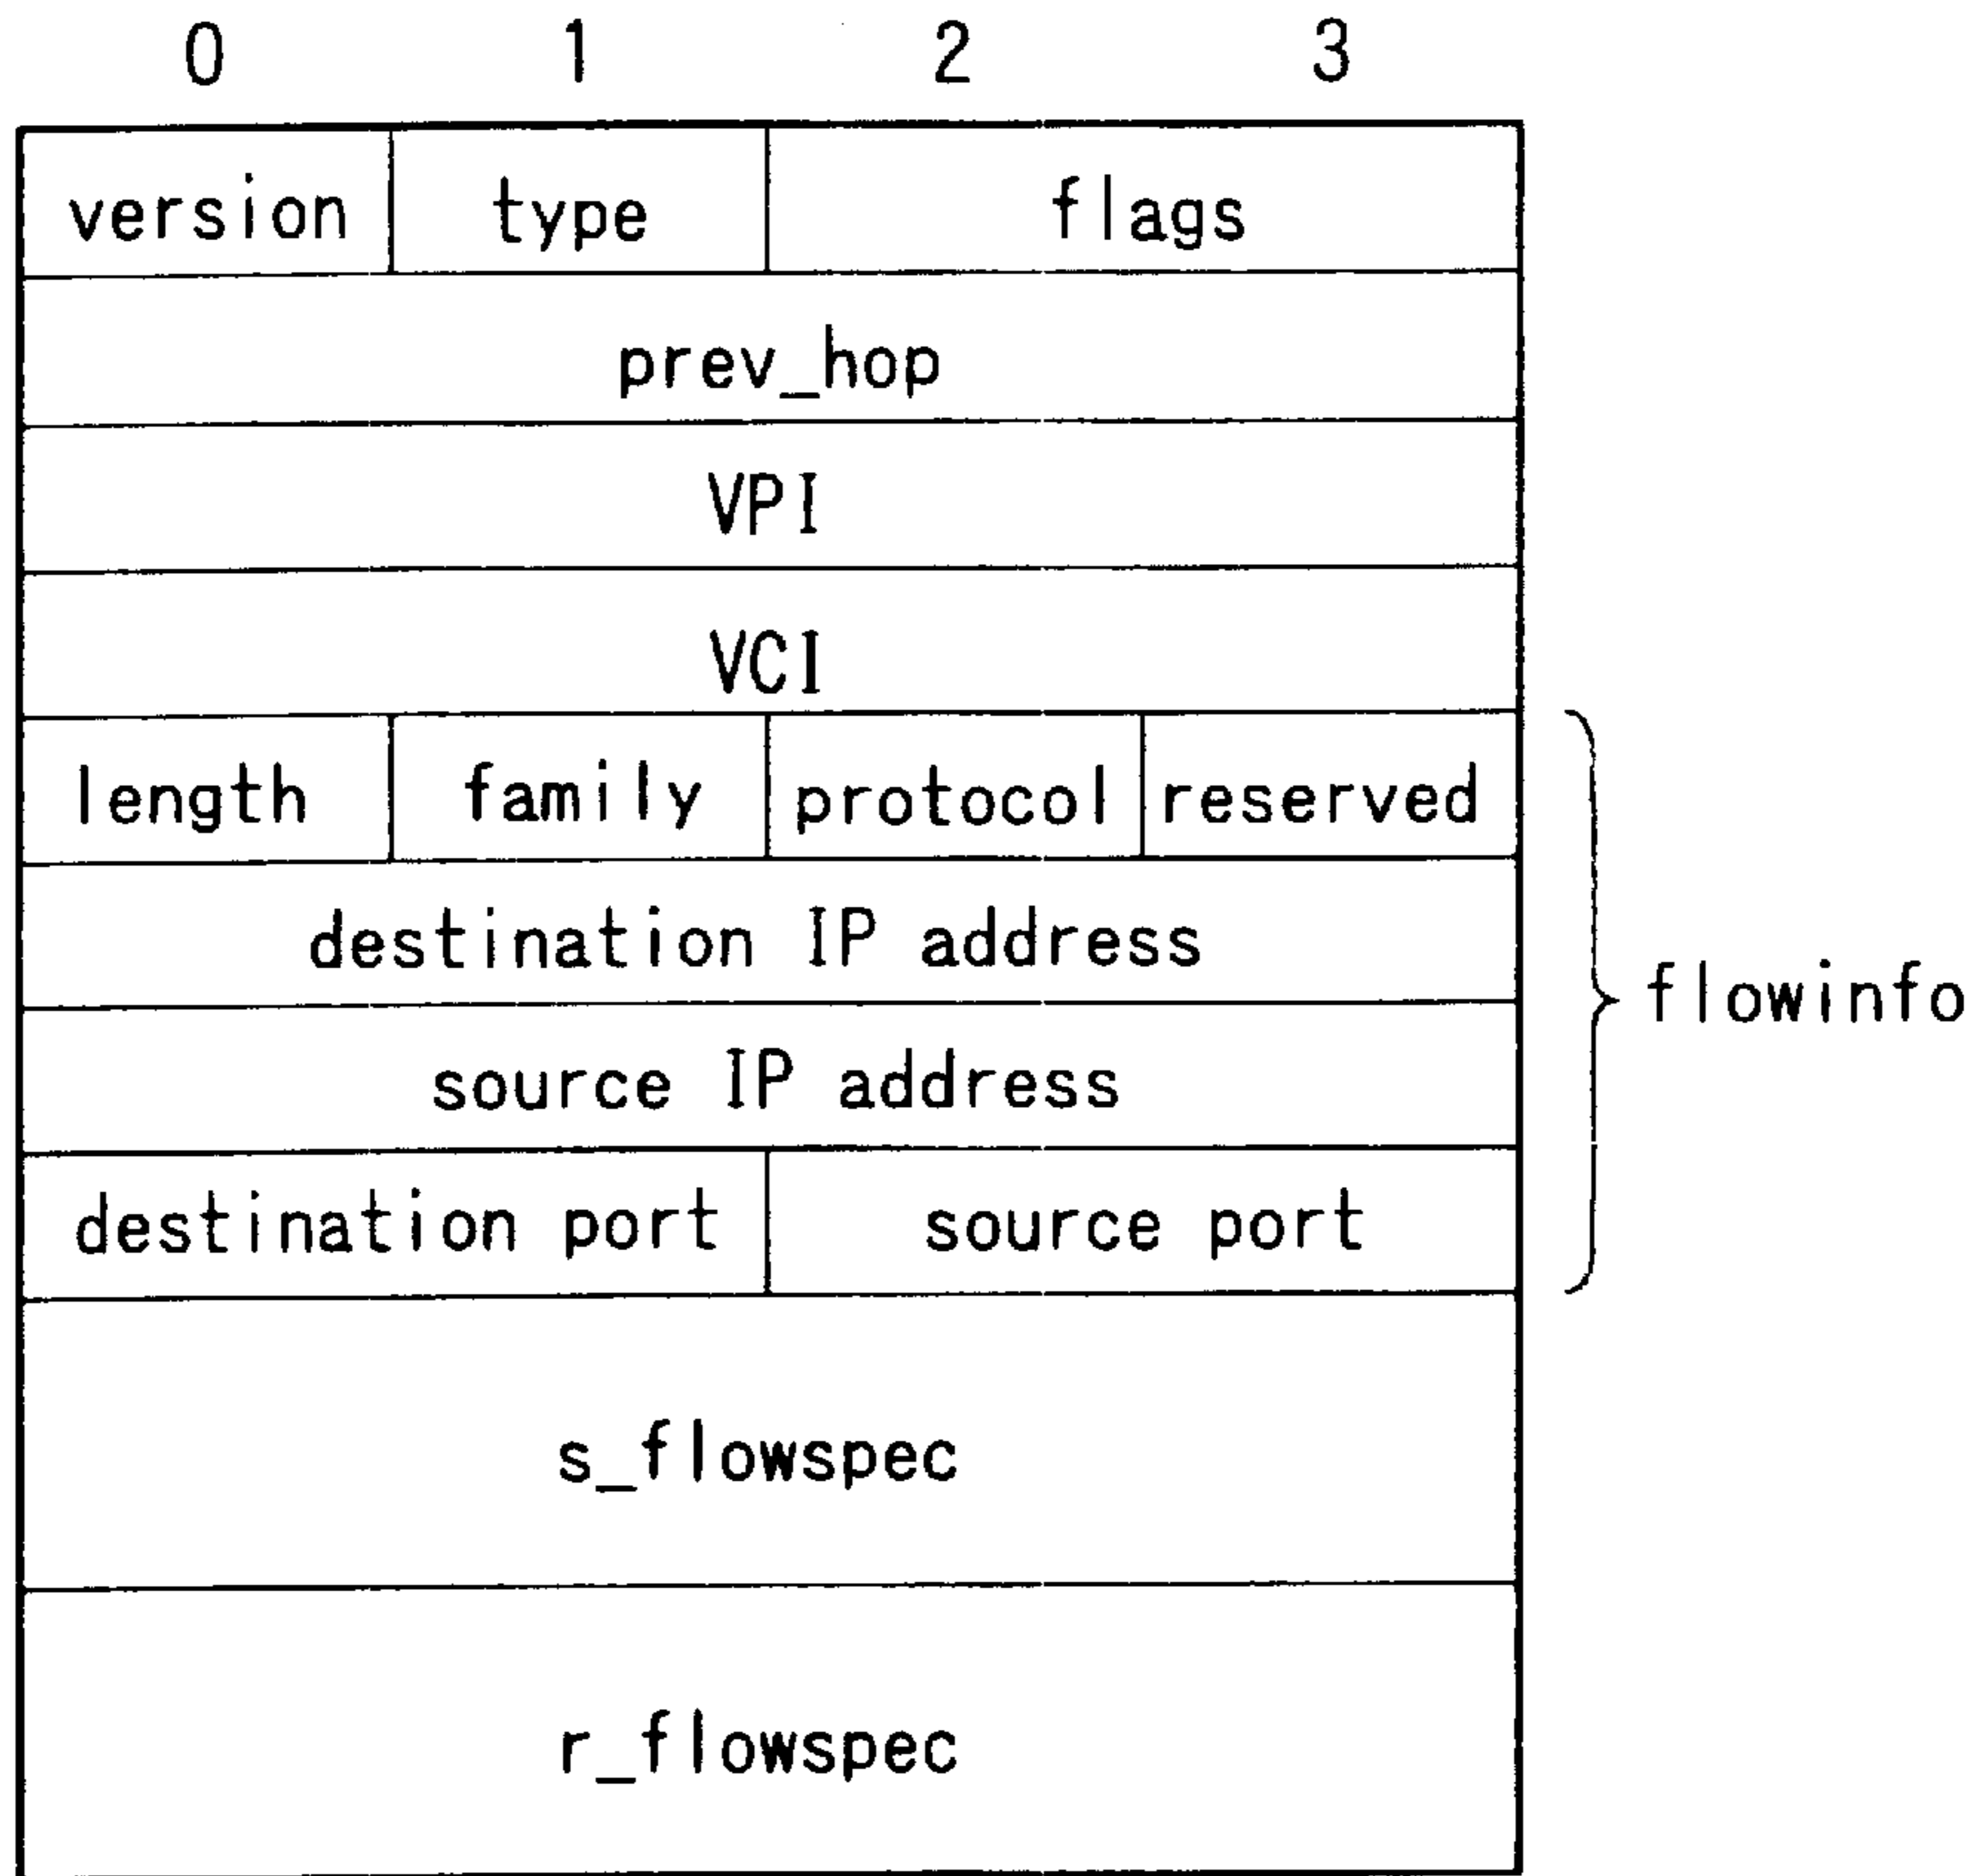 0 1 2 3
version type flags
prev_hop
VPI
VCI
length family protocol reserved
destination IP address
flowinfo
source IP address
destination port source port
s_flowspec
r_flowspec